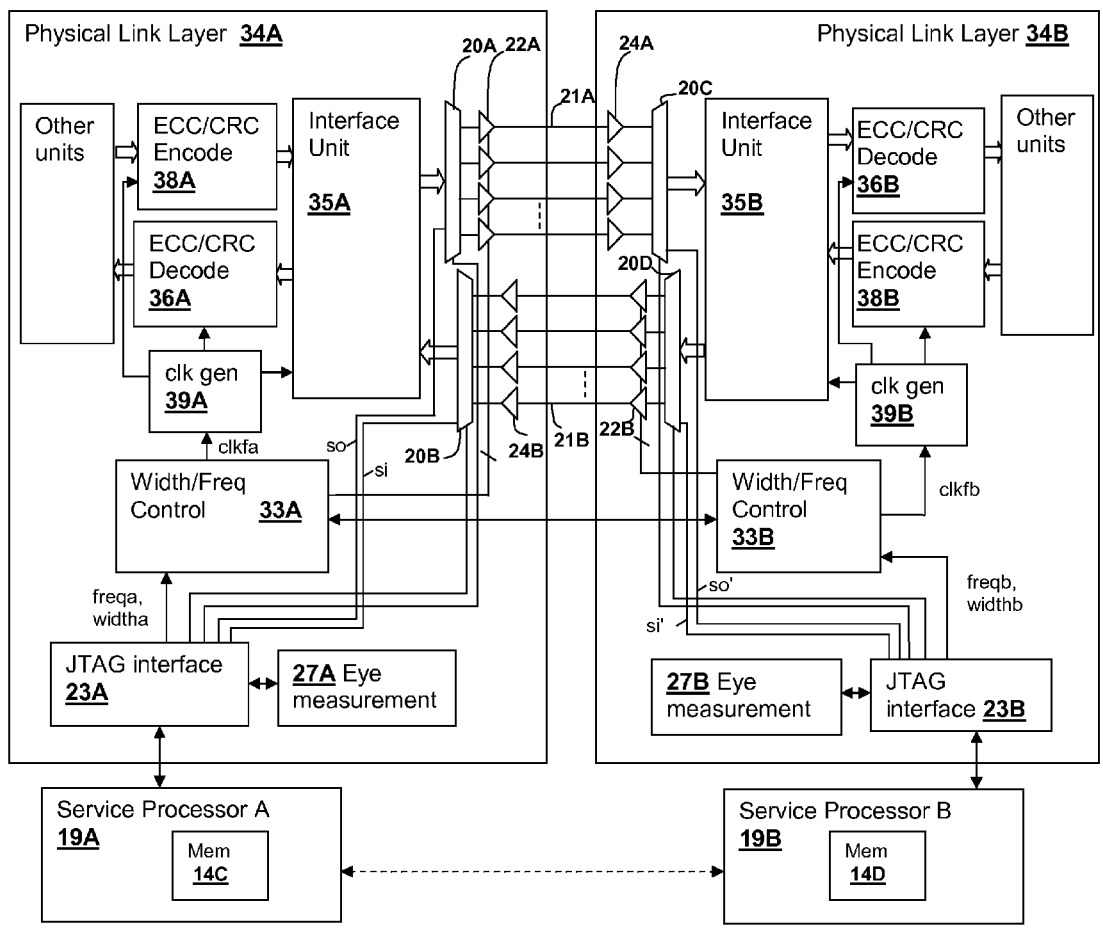 Physical Link Layer 34A
Physical Link Layer 34B
20A
22A
24A
21A
20C
Other
units
ECC/CRC
Encode
38A
Interface
Unit
35A
Interface
Unit
35B
ECC/CRC
Decode
36B
Other
units
ECC/CRC
Decode
36A
ECC/CRC
Encode
38B
20D
clk gen
39A
clk gen
39B
clkfa
so
si
20B
24B
21B
22B
clkfb
Width/Freq
Control 33A
Width/Freq
Control
33B
freqa,
widtha
so'
si'
freqb,
widthb
JTAG interface
23A
27A Eye
measurement
27B Eye
measurement
JTAG
interface 23B
Service Processor A
19A
Mem
14C
Service Processor B
19B
Mem
14D